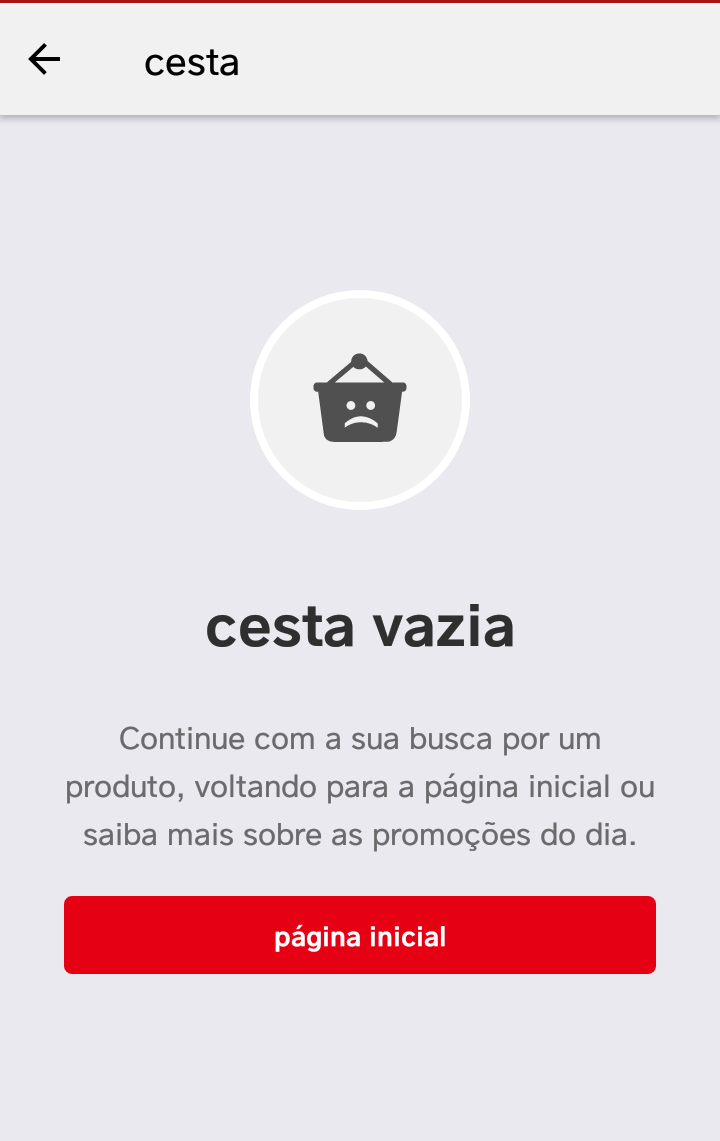 cesta
cesta vazia
Continue com a sua busca por um
produto, voltando para a página inicial ou
saiba mais sobre as promoções do dia.
página inicial